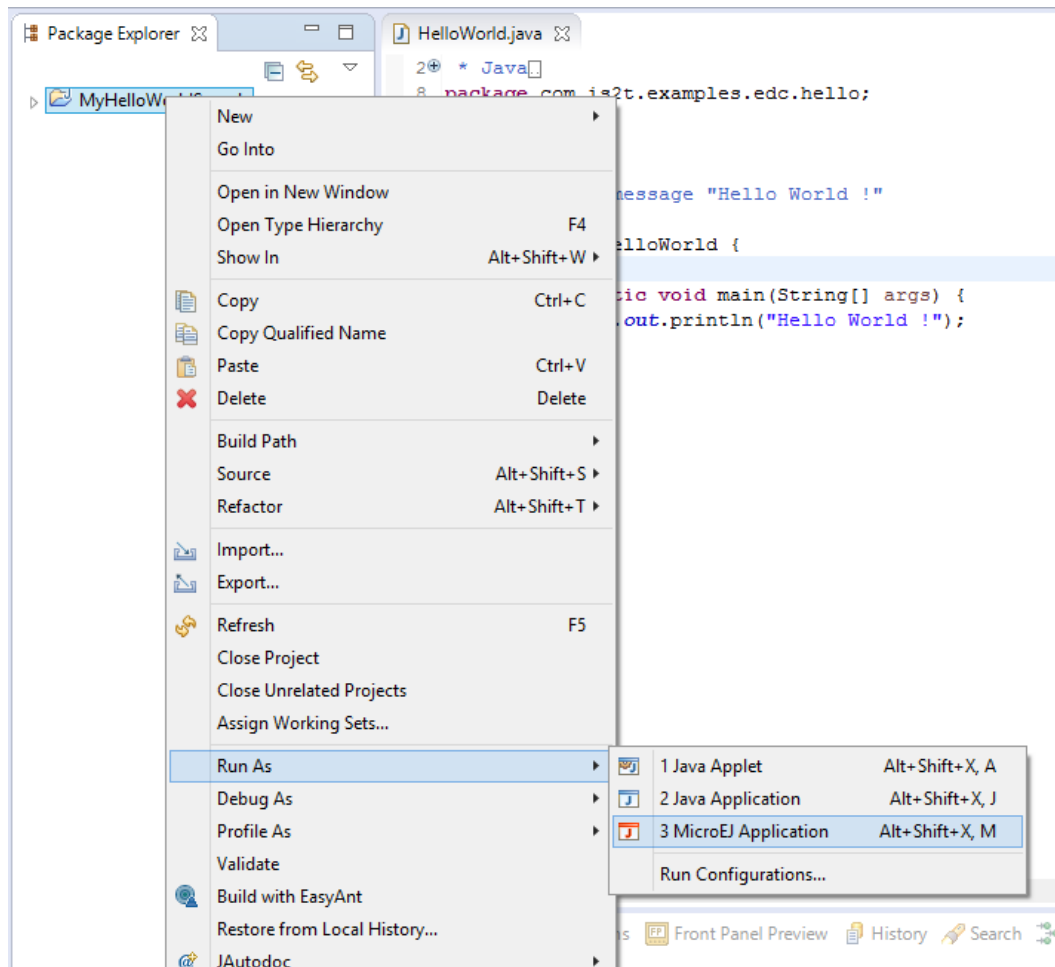 Package Explorer
HelloWorld.java
2 * Java
MyHelloWo
8 package com.is2t.examples.edc.hello;
New
Go Into
message "Hello World !"
Open in New Window
Open Type Hierarchy F4
elloWorld {
Show In Alt+Shift+W
Copy Ctrl+C
tic void main(String[] args) {
.out.println("Hello World !");
Copy Qualified Name
Paste Ctrl+V
Delete Delete
Build Path
Source Alt+Shift+S
Refactor Alt+Shift+T
Import...
Export...
Refresh F5
Close Project
Close Unrelated Projects
Assign Working Sets...
Run As
1 Java Applet Alt+Shift+X, A
Debug As
2 Java Application Alt+Shift+X, J
Profile As
3 MicroEJ Application Alt+Shift+X, M
Validate
Run Configurations...
Build with EasyAnt
Restore from Local History...
ns FP Front Panel Preview History Search
JAutodoc